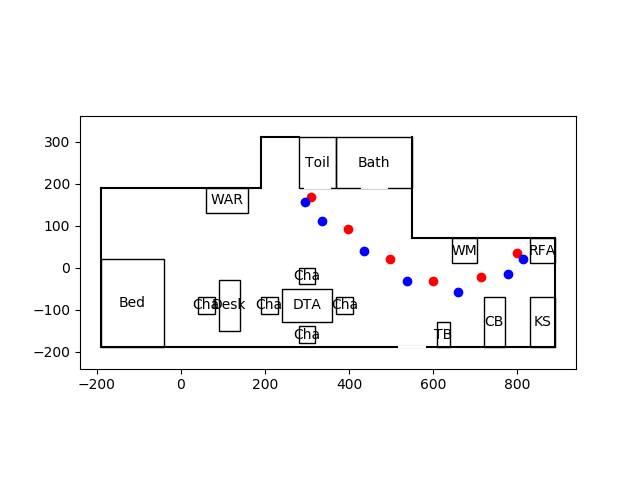 300
200
100
0
−100
−200
Toil
Bath
WAR
WM
RFA
Cha
Bed
Cha
Desk
Cha
DTA
Cha
Cha
TB
CB
KS
−200
0
200
400
600
800